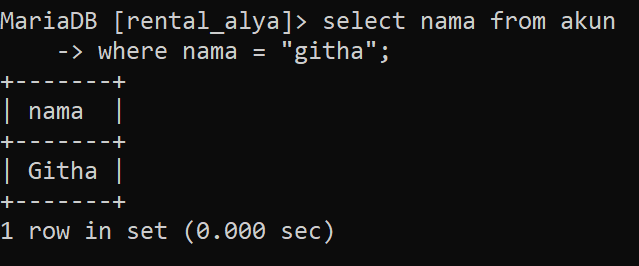 MariaDB [rental_alya]> select nama from akun
    -> where nama = "githa";
+-------+
| nama  |
+-------+
| Githa |
+-------+
1 row in set (0.000 sec)